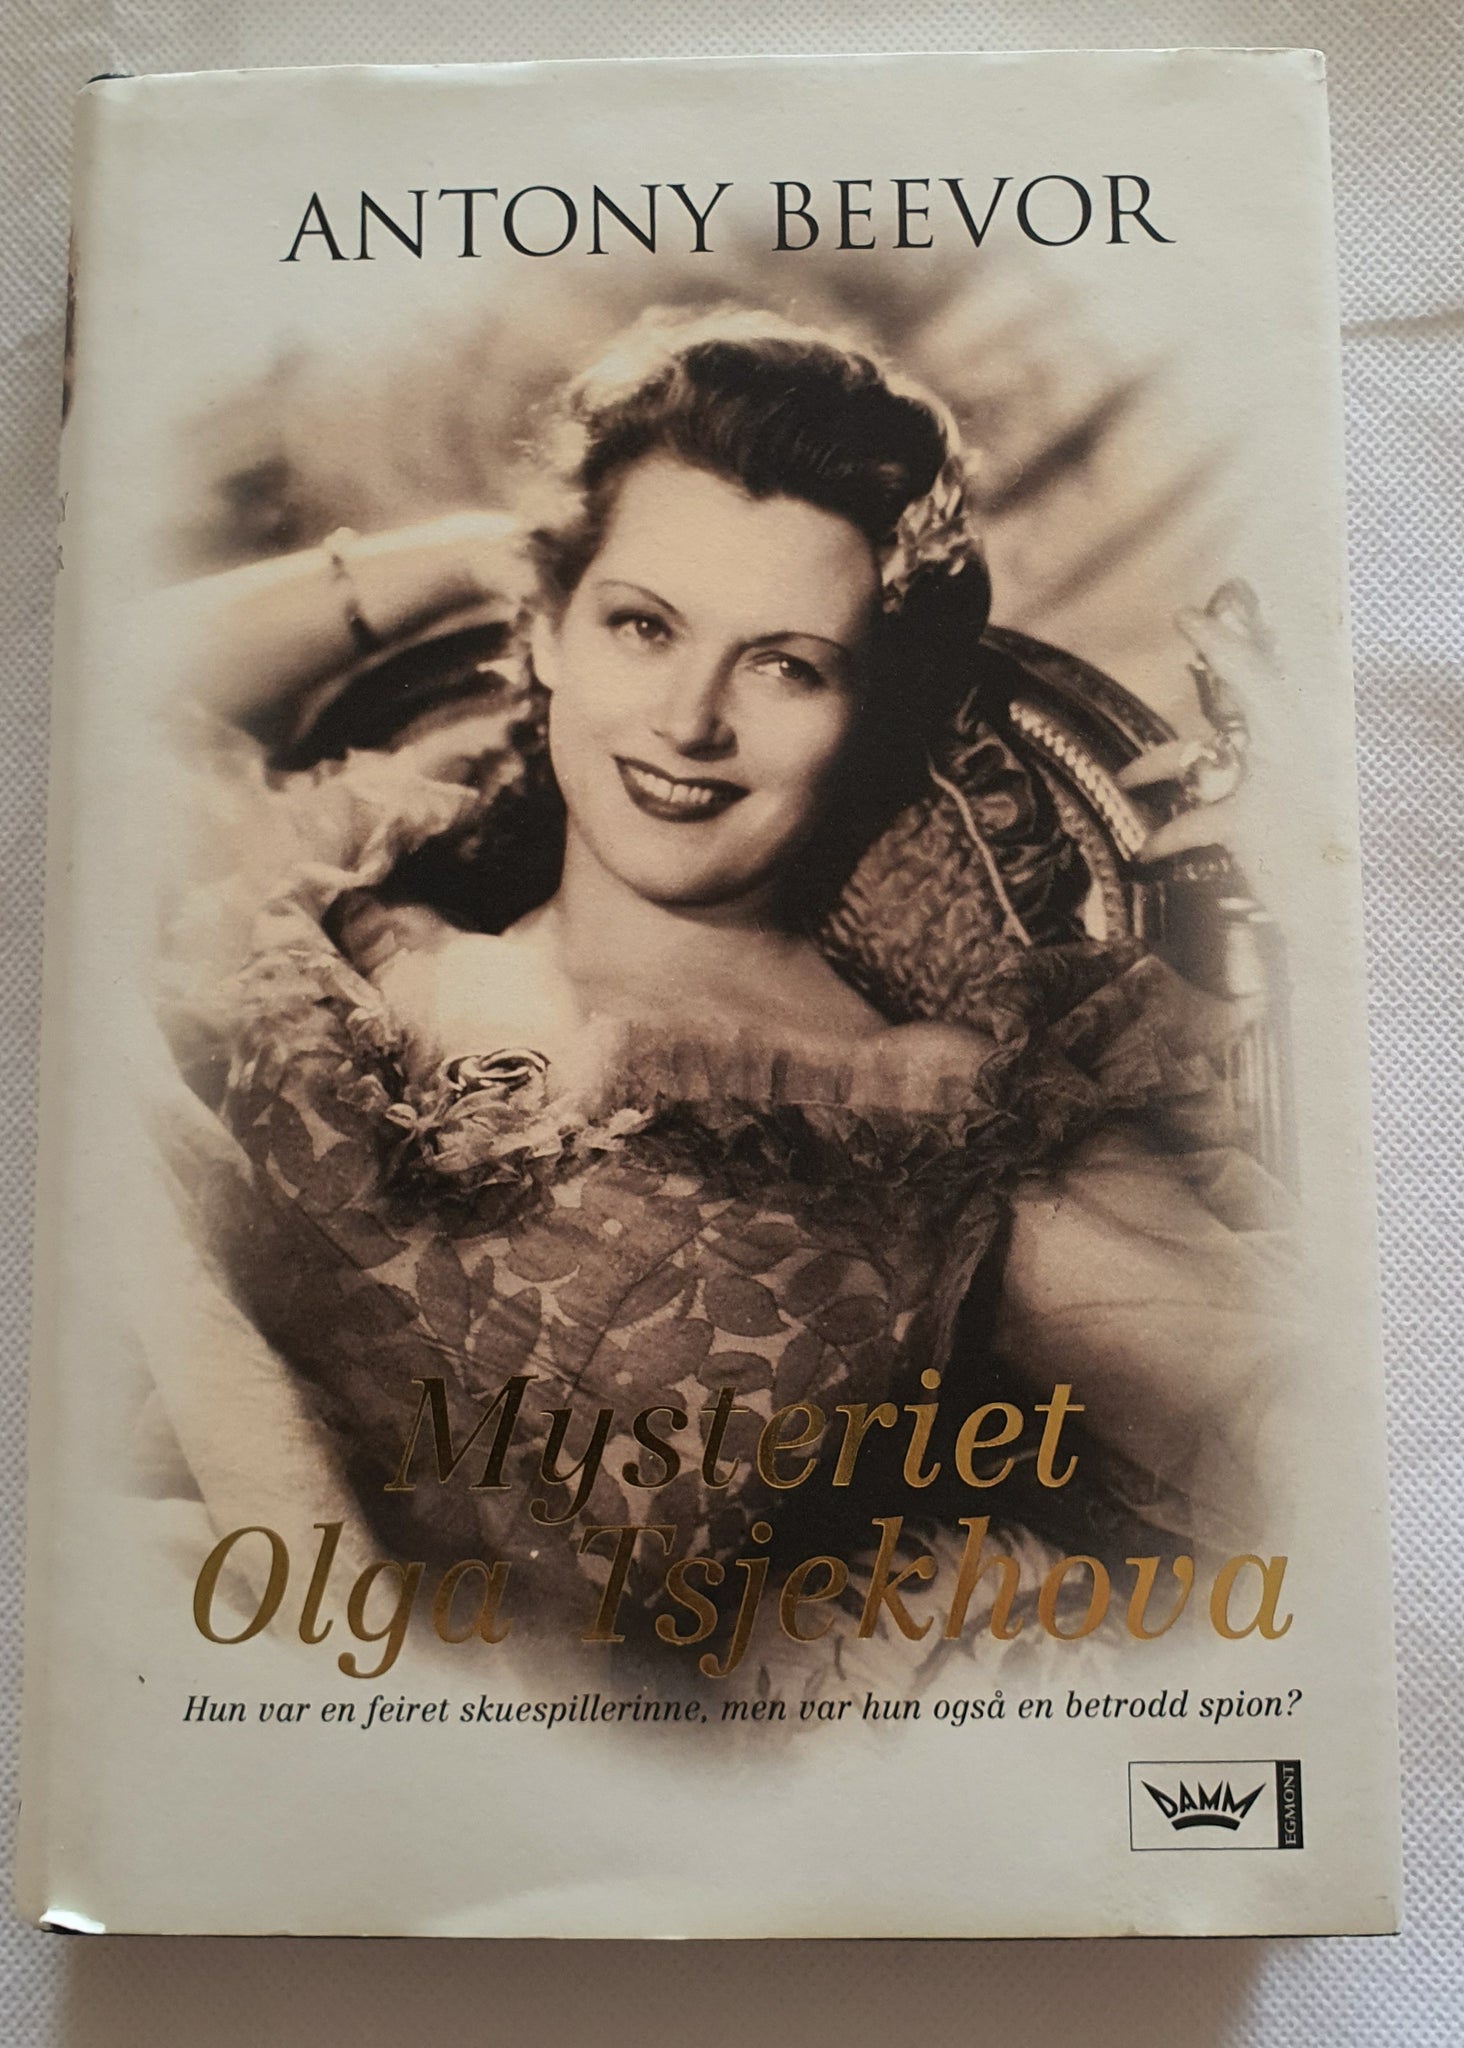 ANTONY BEEVOR
Mysteriet
Olga Tsjekhova
Hun var en feiret skuespillerinne, men var hun også en betrodd spion?
DAMM
EGMONT